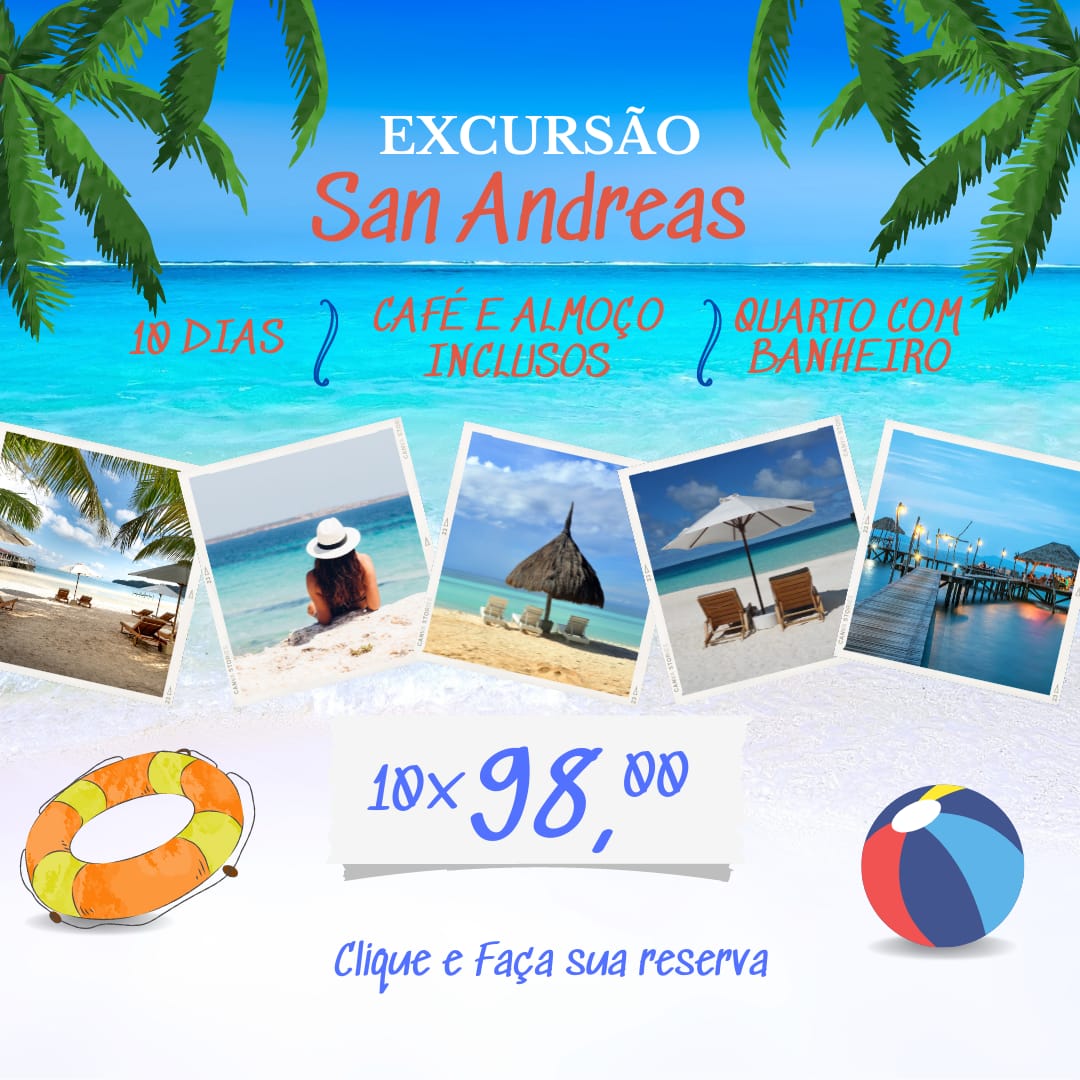 EXCURSÃO
San Andreas
10 DIAS
CAFÉ E ALMOÇO
INCLUSOS
QUARTO COM
BANHEIRO
10x 98,00
Clique e Faça sua reserva